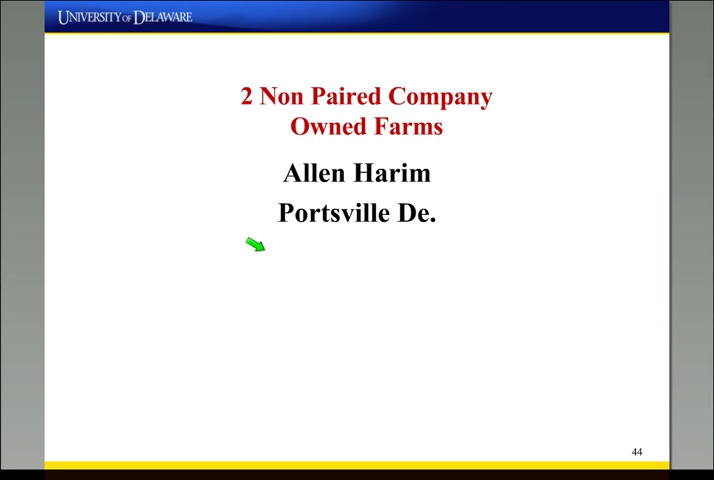 UNIVERSITY OF DELAWARE
2 Non Paired Company
Owned Farms
Allen Harim
Portsville De.
44